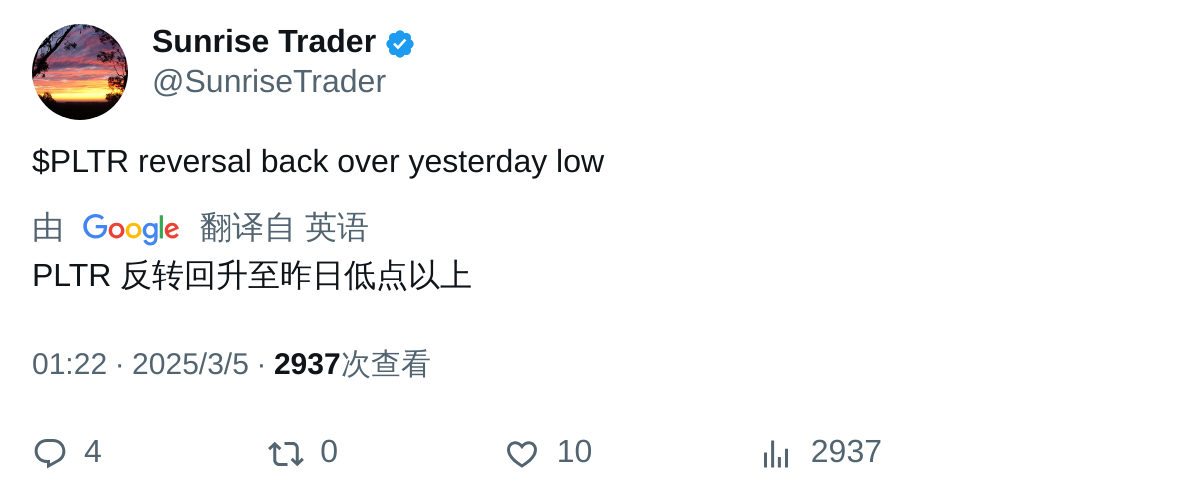 Sunrise Trader
@SunriseTrader
$PLTR reversal back over yesterday low
由 Google 翻译自 英语
PLTR 反转回升至昨日低点以上
01:22 · 2025/3/5 · 2937次查看
4 0 10 2937